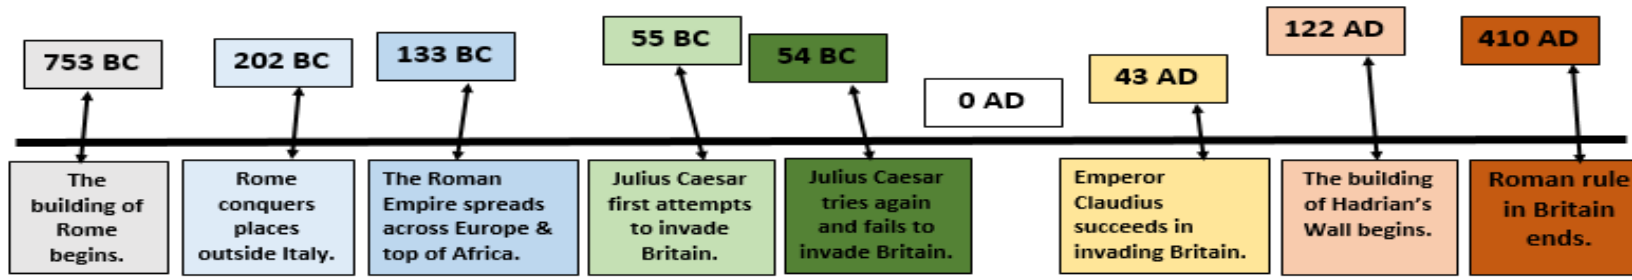 753 BC
202 BC
133 BC
55 BC
54 BC
0 AD
43 AD
122 AD
410 AD
The
building of
Rome
begins.
Rome
conquers
places
outside Italy.
The Roman
Empire spreads
across Europe &
top of Africa.
Julius Caesar
first attempts
to invade
Britain.
Julius Caesar
tries again
and fails to
invade Britain.
Emperor
Claudius
succeeds in
invading Britain.
The building
of Hadrian’s
Wall begins.
Roman rule
in Britain
ends.